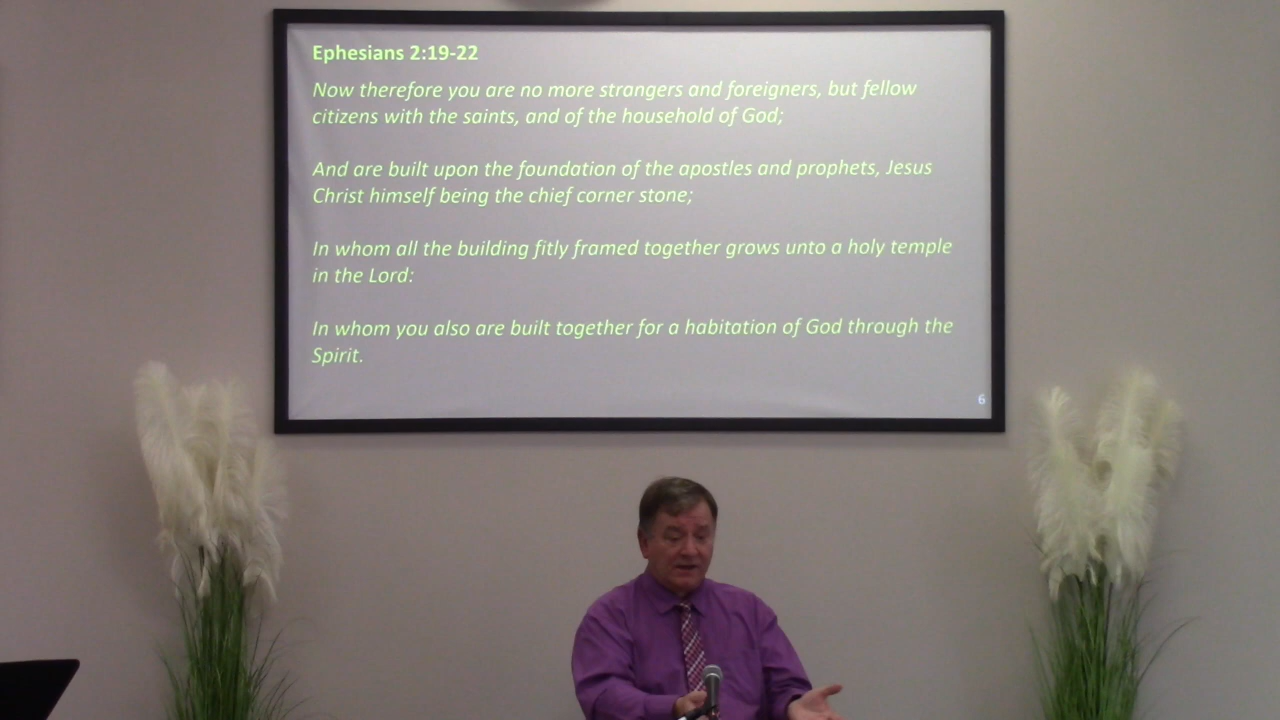 Ephesians 2:19-22
Now therefore you are no more strangers and foreigners, but fellow
citizens with the saints, and of the household of God;
And are built upon the foundation of the apostles and prophets, Jesus
Christ himself being the chief corner stone;
In whom all the building fitly framed together grows unto a holy temple
in the Lord:
In whom you also are built together for a habitation of God through the
Spirit.
6